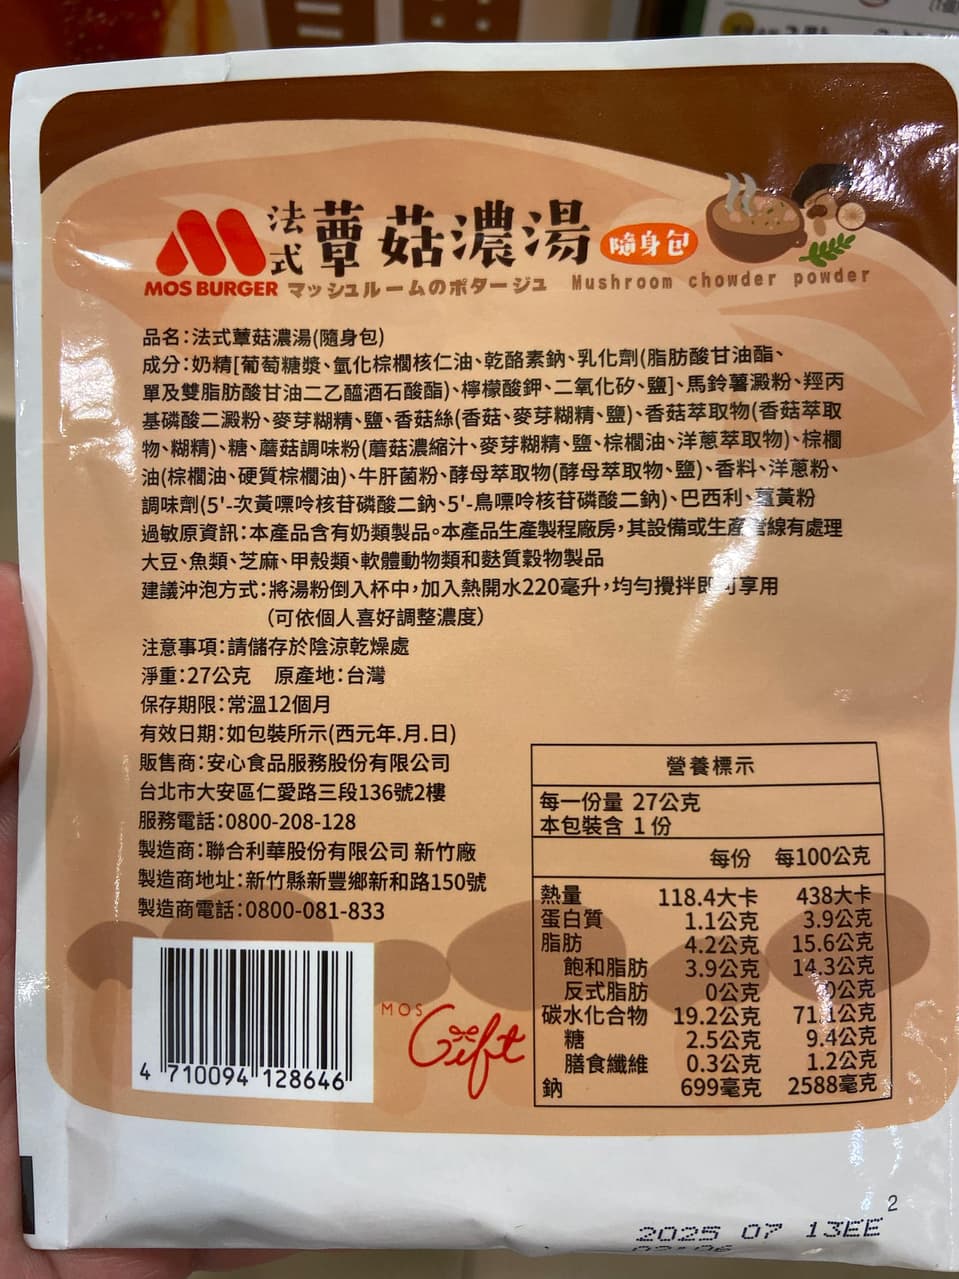 法式蕈菇濃湯 隨身包
MOS BURGER マッシュルームのポタージュ Mushroom chowder powder
品名:法式蕈菇濃湯(隨身包)
成分:奶精[葡萄糖漿、氫化棕櫚核仁油、乾酪素鈉、乳化劑(脂肪酸甘油酯、
單及雙脂肪酸甘油二乙醯酒石酸酯)、檸檬酸鉀、二氧化矽、鹽]、馬鈴薯澱粉、羥丙
基磷酸二澱粉、麥芽糊精、鹽、香菇絲(香菇、麥芽糊精、鹽)、香菇萃取物(香菇萃取
物、糊精)、糖、蘑菇調味粉(蘑菇濃縮汁、麥芽糊精、鹽、棕櫚油、洋蔥萃取物)、棕櫚
油(棕櫚油、硬質棕櫚油)、牛肝菌粉、酵母萃取物(酵母萃取物、鹽)、香料、洋蔥粉、
調味劑(5'-次黃嘌呤核苷磷酸二鈉、5'-鳥嘌呤核苷磷酸二鈉)、巴西利、薑黃粉
過敏原資訊:本產品含有奶類製品。本產品生產製程廠房,其設備或生產管線有處理
大豆、魚類、芝麻、甲殼類、軟體動物類和麩質穀物製品
建議沖泡方式:將湯粉倒入杯中,加入熱開水220毫升,均勻攪拌即可享用
(可依個人喜好調整濃度)
注意事項:請儲存於陰涼乾燥處
淨重:27公克 原產地:台灣
保存期限:常溫12個月
有效日期:如包裝所示(西元年.月.日)
販售商:安心食品服務股份有限公司
台北市大安區仁愛路三段136號2樓
服務電話:0800-208-128
製造商:聯合利華股份有限公司 新竹廠
製造商地址:新竹縣新豐鄉新和路150號
製造商電話:0800-081-833
營養標示
每一份量 27公克
本包裝含 1份
每份 每100公克
熱量 118.4大卡 438大卡
蛋白質 1.1公克 3.9公克
脂肪 4.2公克 15.6公克
飽和脂肪 3.9公克 14.3公克
反式脂肪 0公克 0公克
碳水化合物 19.2公克 71.1公克
糖 2.5公克 9.4公克
膳食纖維 0.3公克 1.2公克
鈉 699毫克 2588毫克
MOS Gift
4 710094 128646
2
2025 07 13EE